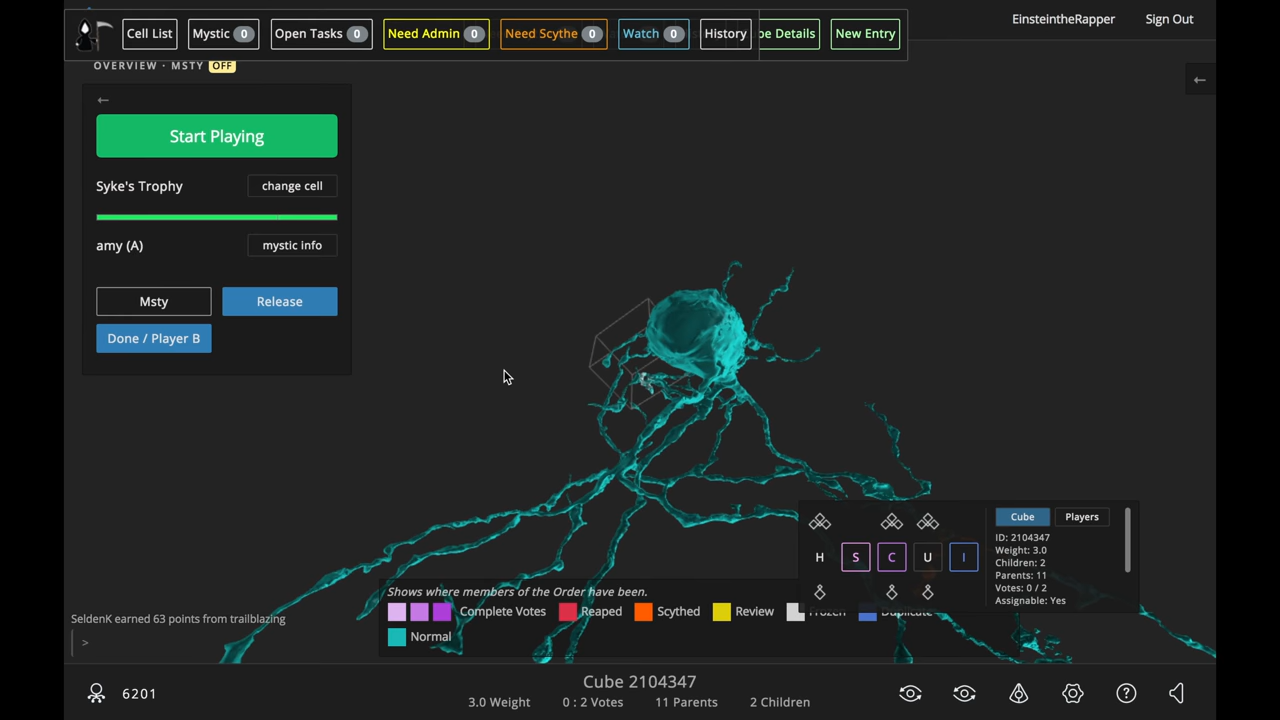 EinsteintheRapper Sign Out
Cell List Mystic 0 Open Tasks 0 Need Admin 0 Need Scythe 0 Watch 0 History be Details New Entry
OVERVIEW · MSTY OFF
←
←
Start Playing
Syke's Trophy change cell
amy (A) mystic info
Msty Release
Done / Player B
Cube Players
ID: 2104347
Weight: 3.0
Children: 2
Parents: 11
Votes: 0 / 2
Assignable: Yes
H S C U I
Shows where members of the Order have been.
Complete Votes Reaped Scythed Review Frozen Duplicate
Normal
SeldenK earned 63 points from trailblazing
>
6201
Cube 2104347
3.0 Weight 0 : 2 Votes 11 Parents 2 Children